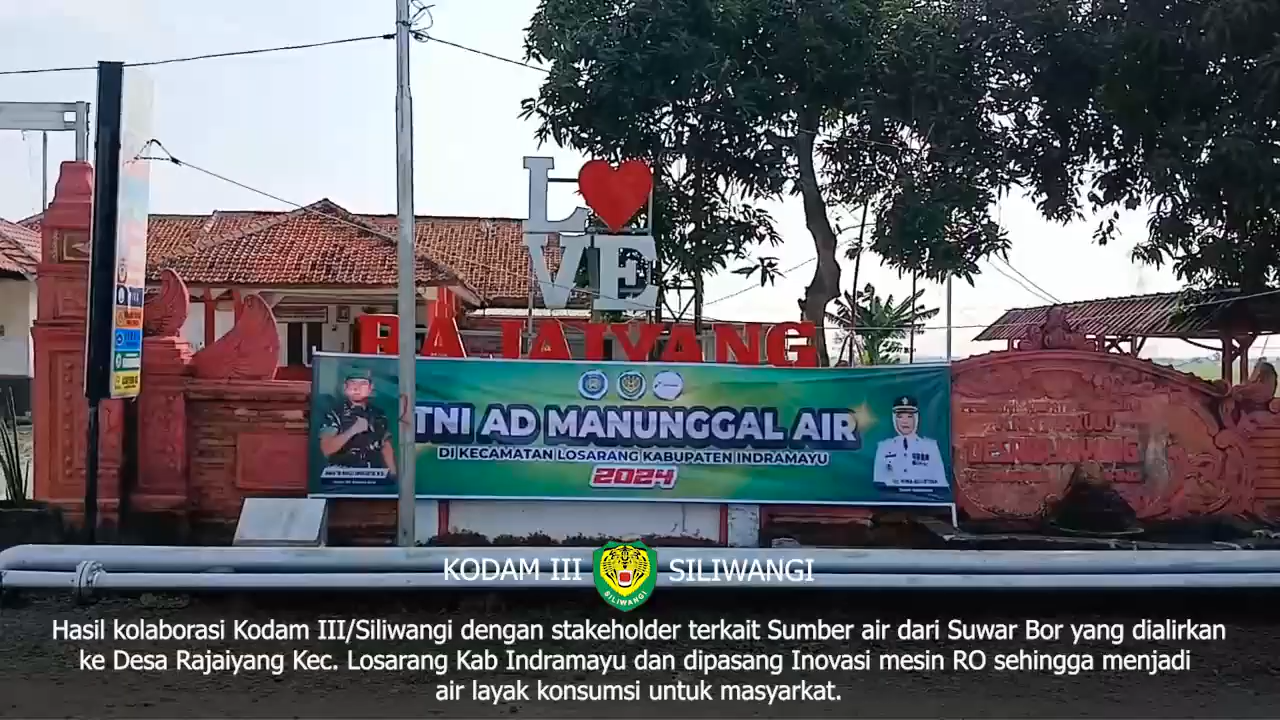 L VE
RAJAIYANG
TNI AD MANUNGGAL AIR
DI KECAMATAN LOSARANG KABUPATEN INDRAMAYU
2024
KODAM III SILIWANGI
SILIWANGI
Hasil kolaborasi Kodam III/Siliwangi dengan stakeholder terkait Sumber air dari Suwar Bor yang dialirkan
ke Desa Rajaiyang Kec. Losarang Kab Indramayu dan dipasang Inovasi mesin RO sehingga menjadi
air layak konsumsi untuk masyarkat.